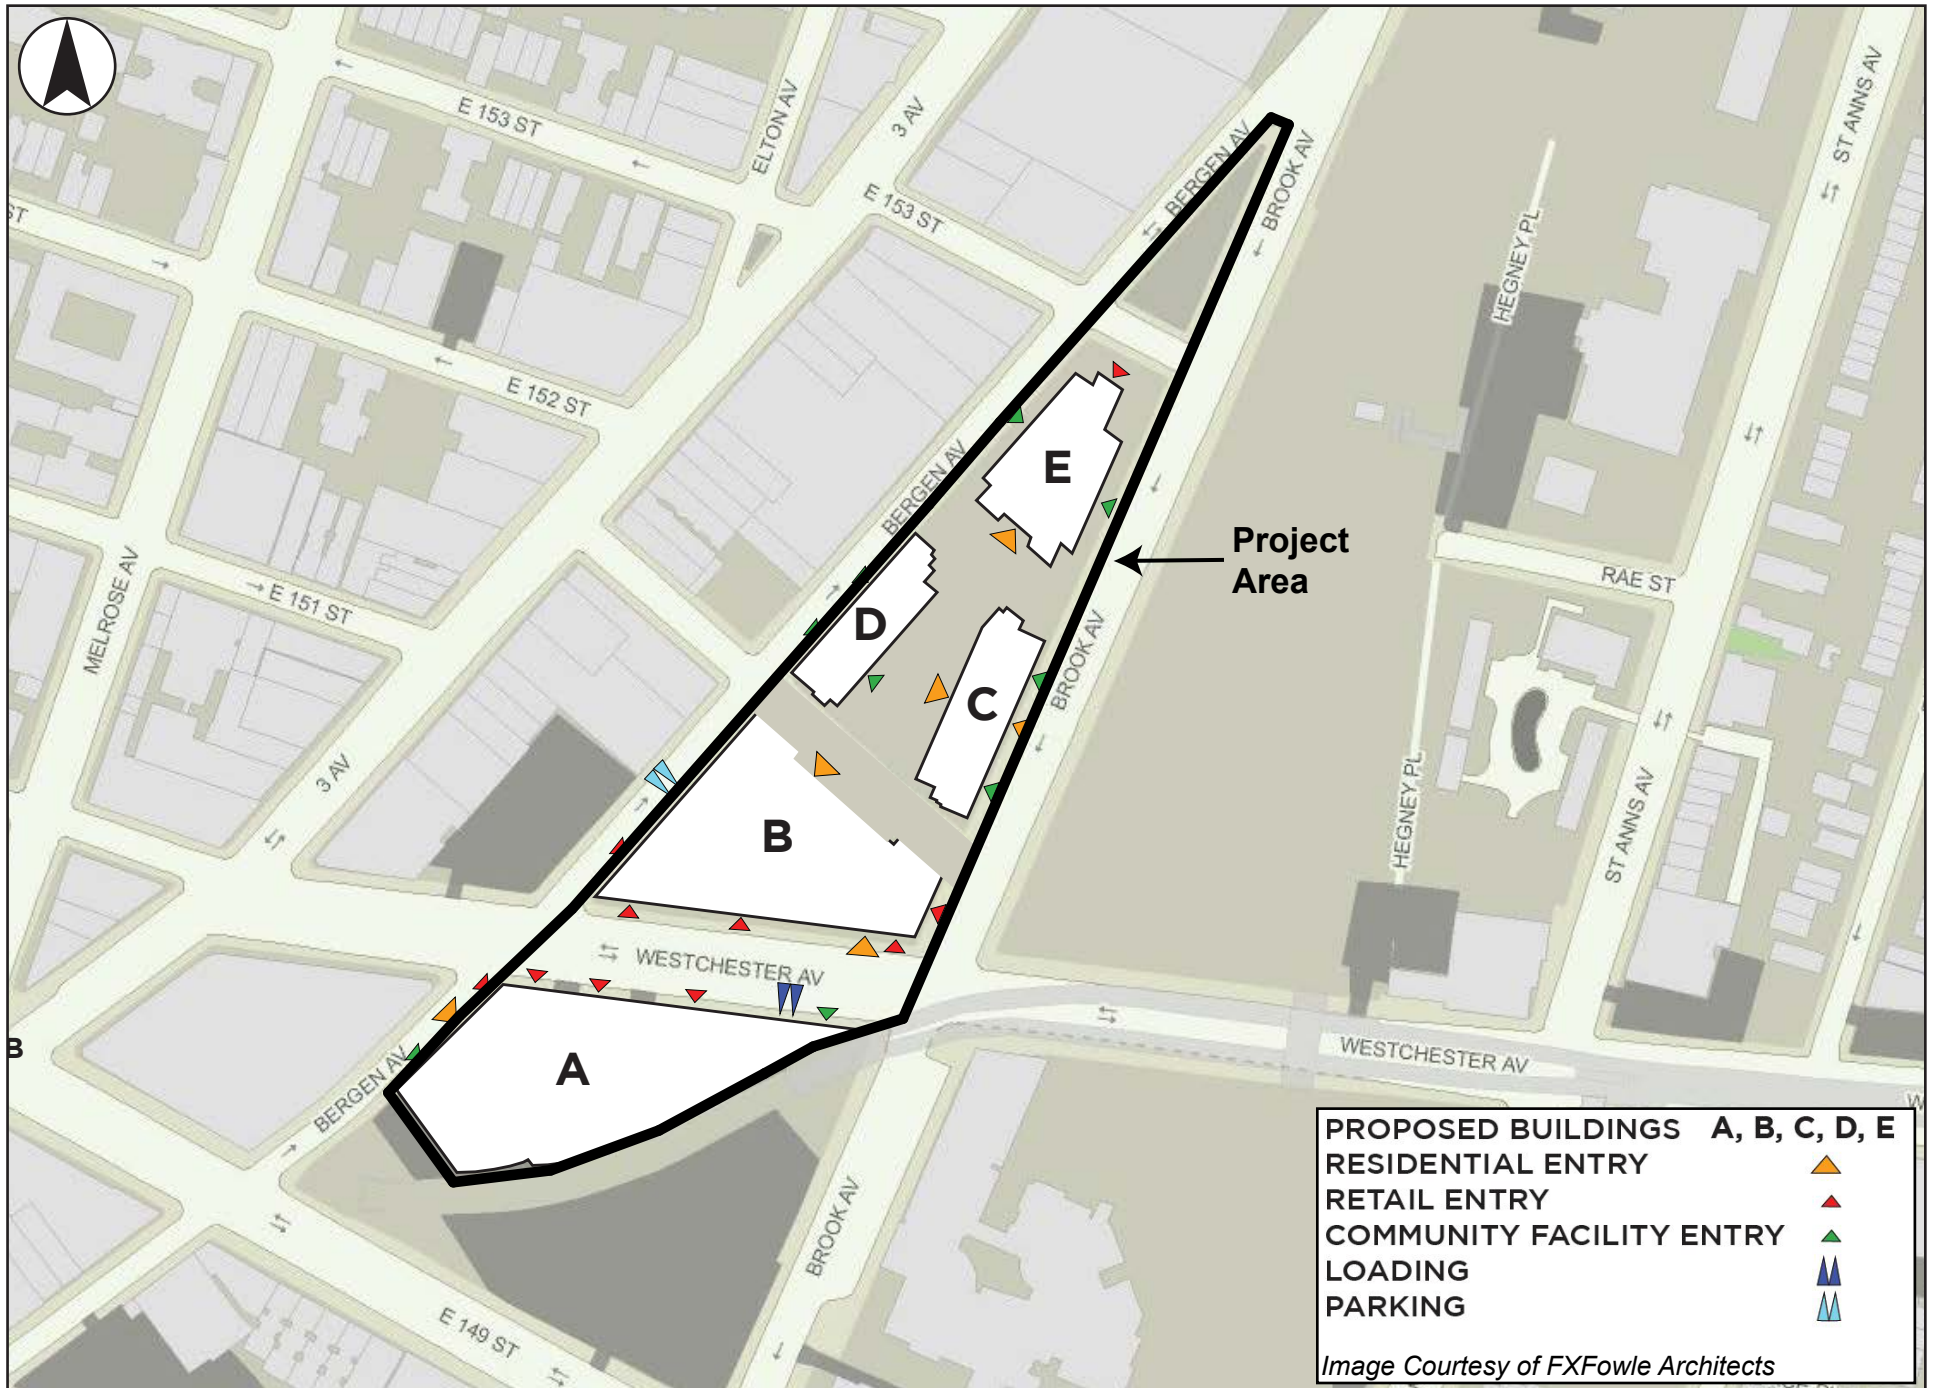 E 153 ST
ELTON AV
3 AV
E 153 ST
BERGEN AV
BROOK AV
ST ANNS AV
HEGNEY PL
ST
E 152 ST
BERGEN AV
E
Project
Area
MELROSE AV
E 151 ST
D
C
BROOK AV
RAE ST
3 AV
B
HEGNEY PL
ST ANNS AV
WESTCHESTER AV
B
A
BERGEN AV
WESTCHESTER AV
W
BROOK AV
E 149 ST
PROPOSED BUILDINGS A, B, C, D, E
RESIDENTIAL ENTRY
RETAIL ENTRY
COMMUNITY FACILITY ENTRY
LOADING
PARKING
Image Courtesy of FXFowle Architects